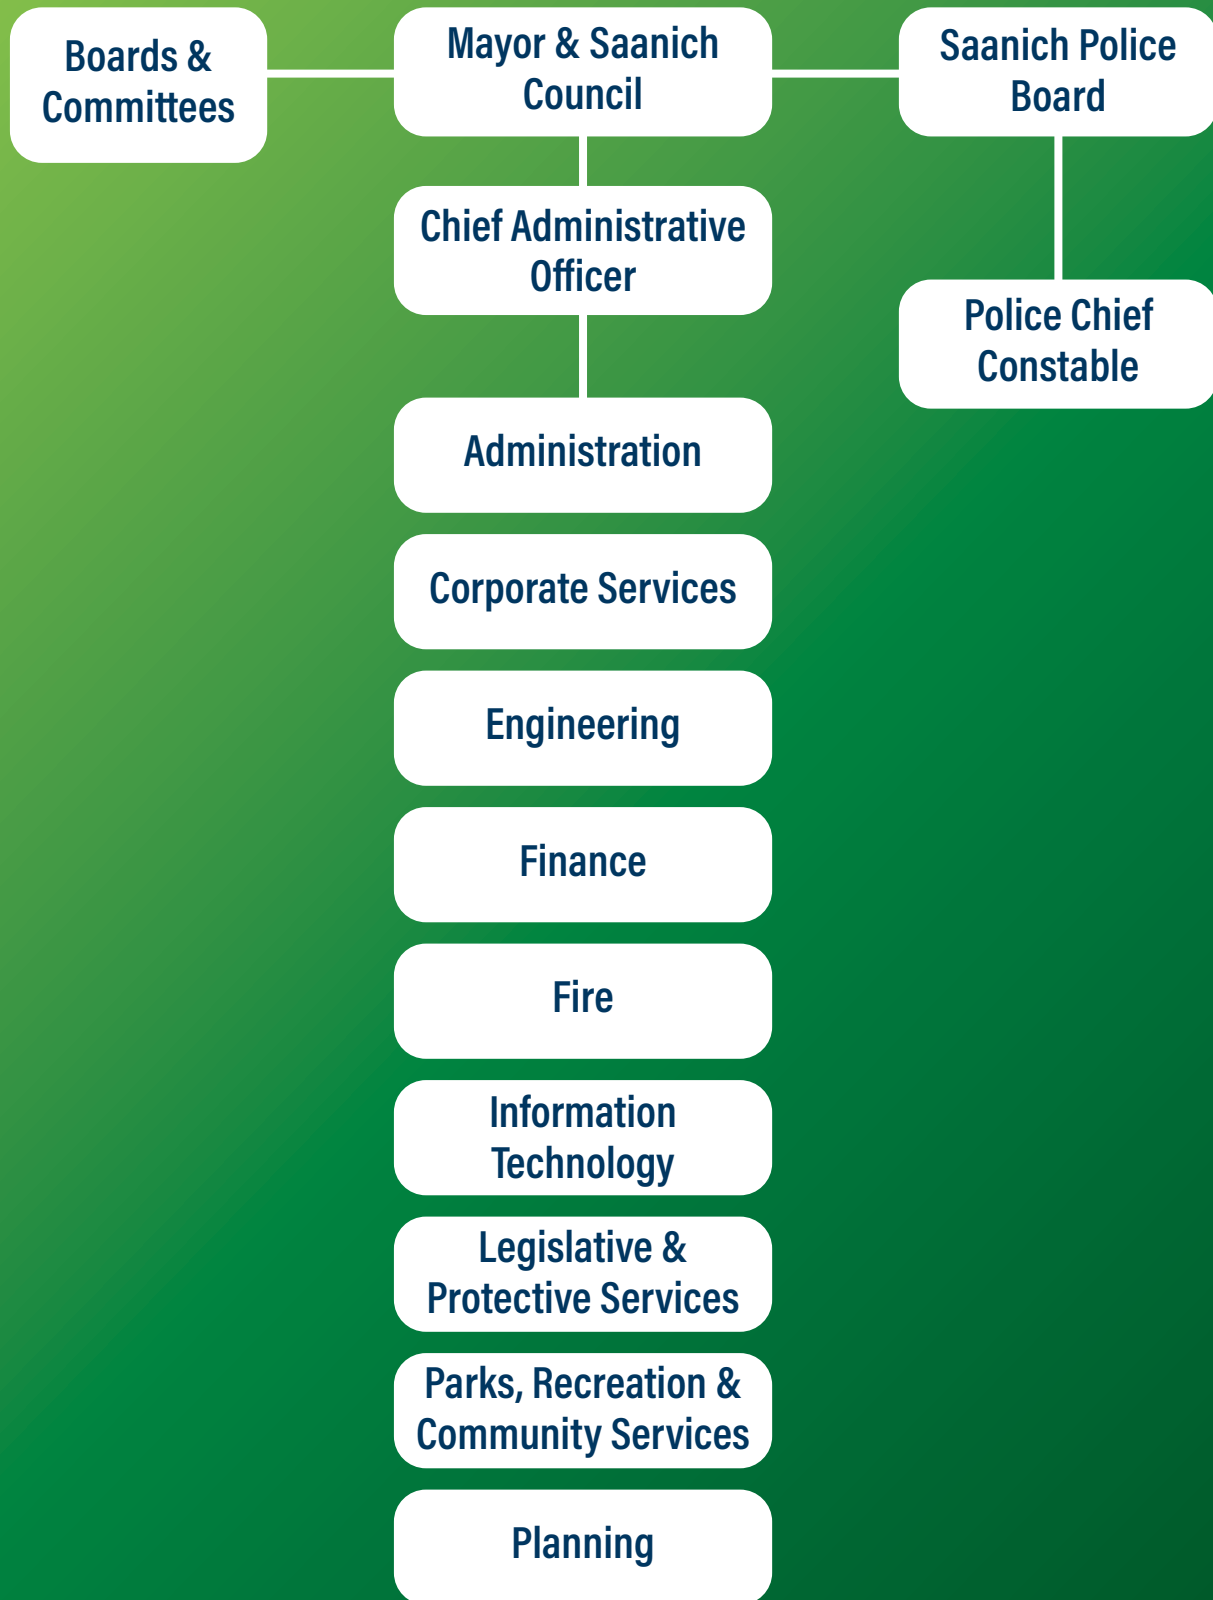 Boards &
Committees
Mayor & Saanich
Council
Saanich Police
Board
Chief Administrative
Officer
Police Chief
Constable
Administration
Corporate Services
Engineering
Finance
Fire
Information
Technology
Legislative &
Protective Services
Parks, Recreation &
Community Services
Planning